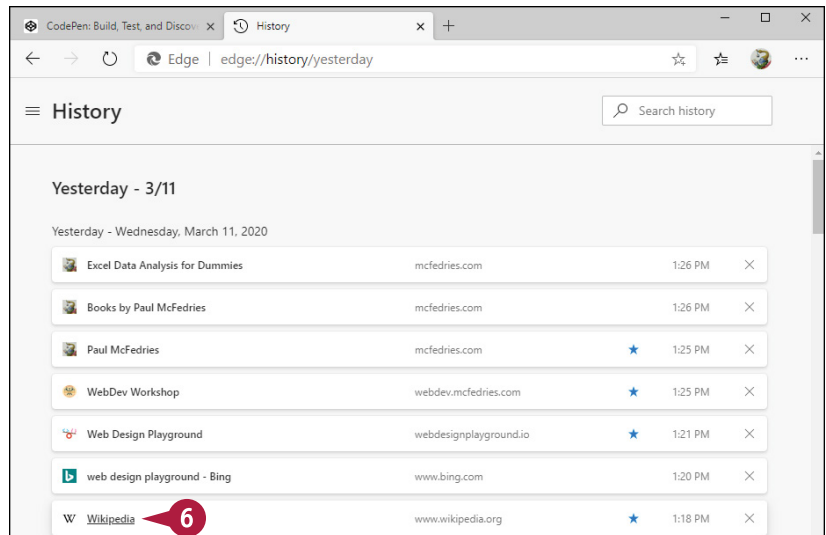 CodePen: Build, Test, and Discov
History
Edge | edge://history/yesterday
History
Search history
Yesterday - 3/11
Yesterday - Wednesday, March 11, 2020
Excel Data Analysis for Dummies mcfedries.com 1:26 PM
Books by Paul McFedries mcfedries.com 1:26 PM
Paul McFedries mcfedries.com 1:25 PM
WebDev Workshop webdev.mcfedries.com 1:25 PM
Web Design Playground webdesignplayground.io 1:21 PM
b web design playground - Bing www.bing.com 1:20 PM
W Wikipedia 6 www.wikipedia.org 1:18 PM